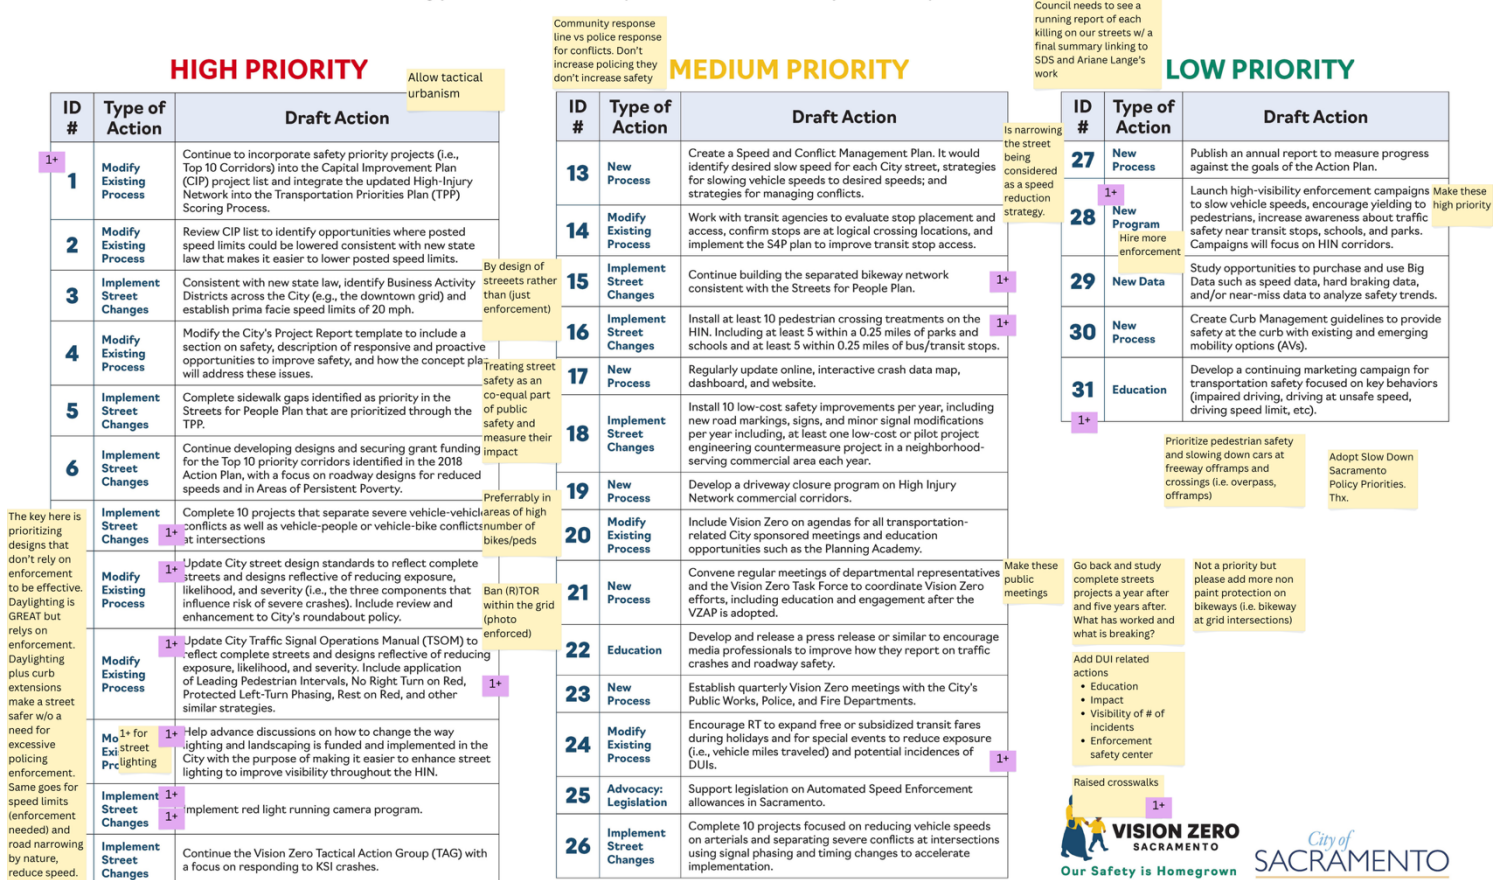 HIGH PRIORITY
Allow tactical
urbanism
ID
#
Type of
Action
Draft Action
1+
1
Modify
Existing
Process
Continue to incorporate safety priority projects (i.e.,
Top 10 Corridors) into the Capital Improvement Plan
(CIP) project list and integrate the updated High-Injury
Network into the Transportation Priorities Plan (TPP)
Scoring Process.
2
Modify
Existing
Process
Review CIP list to identify opportunities where posted
speed limits could be lowered consistent with new state
law that makes it easier to lower posted speed limits.
3
Implement
Street
Changes
Consistent with new state law, identify Business Activity
Districts across the City (e.g., the downtown grid) and
establish prima facie speed limits of 20 mph.
By design of
streets rather
than (just
enforcement)
4
Modify
Existing
Process
Modify the City's Project Report template to include a
section on safety, description of responsive and proactive
opportunities to improve safety, and how the concept pla
will address these issues.
Treating street
safety as an
co-equal part
of public
safety and
measure their
impact
5
Implement
Street
Changes
Complete sidewalk gaps identified as priority in the
Streets for People Plan that are prioritized through the
TPP.
6
Implement
Street
Changes
Continue developing designs and securing grant funding
for the Top 10 priority corridors identified in the 2018
Action Plan, with a focus on roadway designs for reduced
speeds and in Areas of Persistent Poverty.
The key here is
prioritizing
designs that
don't rely on
enforcement
to be effective.
Daylighting is
GREAT but
relys on
enforcement.
Daylighting
plus curb
extensions
make a street
safer w/o a
need for
excessive
policing
enforcement.
Same goes for
speed limits
(enforcement
needed) and
road narrowing
by nature,
reduce speed.
Implement
Street
Changes
1+
Complete 10 projects that separate severe vehicle-vehicle
conflicts as well as vehicle-people or vehicle-bike conflicts
at intersections
Preferrably in
areas of high
number of
bikes/peds
Modify
Existing
Process
1+
Update City street design standards to reflect complete
streets and designs reflective of reducing exposure,
likelihood, and severity (i.e., the three components that
influence risk of severe crashes). Include review and
enhancement to City's roundabout policy.
Ban (R)TOR
within the grid
(photo
enforced)
Modify
Existing
Process
1+
Update City Traffic Signal Operations Manual (TSOM) to
reflect complete streets and designs reflective of reducing
exposure, likelihood, and severity. Include application
of Leading Pedestrian Intervals, No Right Turn on Red,
Protected Left-Turn Phasing, Rest on Red, and other
similar strategies.
1+
Mo
Exi
Pro
1+ for
street
lighting
1+
Help advance discussions on how to change the way
lighting and landscaping is funded and implemented in the
City with the purpose of making it easier to enhance street
lighting to improve visibility throughout the HIN.
Implement
Street
Changes
1+
1+
Implement red light running camera program.
Implement
Street
Changes
Continue the Vision Zero Tactical Action Group (TAG) with
a focus on responding to KSI crashes.
Community response
line vs police response
for conflicts. Don't
increase policing they
don't increase safety
MEDIUM PRIORITY
ID
#
Type of
Action
Draft Action
13
New
Process
Create a Speed and Conflict Management Plan. It would
identify desired slow speed for each City street, strategies
for slowing vehicle speeds to desired speeds; and
strategies for managing conflicts.
Is narrowing
the street
being
considered
as a speed
reduction
strategy.
14
Modify
Existing
Process
Work with transit agencies to evaluate stop placement and
access, confirm stops are at logical crossing locations, and
implement the S4P plan to improve transit stop access.
15
Implement
Street
Changes
Continue building the separated bikeway network
consistent with the Streets for People Plan.
1+
16
Implement
Street
Changes
Install at least 10 pedestrian crossing treatments on the
HIN. Including at least 5 within a 0.25 miles of parks and
schools and at least 5 within 0.25 miles of bus/transit stops.
1+
17
New
Process
Regularly update online, interactive crash data map,
dashboard, and website.
18
Implement
Street
Changes
Install 10 low-cost safety improvements per year, including
new road markings, signs, and minor signal modifications
per year including, at least one low-cost or pilot project
engineering countermeasure project in a neighborhood-
serving commercial area each year.
19
New
Process
Develop a driveway closure program on High Injury
Network commercial corridors.
20
Modify
Existing
Process
Include Vision Zero on agendas for all transportation-
related City sponsored meetings and education
opportunities such as the Planning Academy.
21
New
Process
Convene regular meetings of departmental representatives
and the Vision Zero Task Force to coordinate Vision Zero
efforts, including education and engagement after the
VZAP is adopted.
Make these
public
meetings
22
Education
Develop and release a press release or similar to encourage
media professionals to improve how they report on traffic
crashes and roadway safety.
23
New
Process
Establish quarterly Vision Zero meetings with the City's
Public Works, Police, and Fire Departments.
24
Modify
Existing
Process
Encourage RT to expand free or subsidized transit fares
during holidays and for special events to reduce exposure
(i.e., vehicle miles traveled) and potential incidences of
DUIs.
1+
25
Advocacy:
Legislation
Support legislation on Automated Speed Enforcement
allowances in Sacramento.
26
Implement
Street
Changes
Complete 10 projects focused on reducing vehicle speeds
on arterials and separating severe conflicts at intersections
using signal phasing and timing changes to accelerate
implementation.
Council needs to see a
running report of each
killing on our streets w/ a
final summary linking to
SDS and Ariane Lange's
work
LOW PRIORITY
ID
#
Type of
Action
Draft Action
27
New
Process
Publish an annual report to measure progress
against the goals of the Action Plan.
1+
28
New
Program
Launch high-visibility enforcement campaigns
to slow vehicle speeds, encourage yielding to
pedestrians, increase awareness about traffic
safety near transit stops, schools, and parks.
Campaigns will focus on HIN corridors.
Make these
high priority
Hire more
enforcement
29
New Data
Study opportunities to purchase and use Big
Data such as speed data, hard braking data,
and/or near-miss data to analyze safety trends.
30
New
Process
Create Curb Management guidelines to provide
safety at the curb with existing and emerging
mobility options (AVs).
31
Education
Develop a continuing marketing campaign for
transportation safety focused on key behaviors
(impaired driving, driving at unsafe speed,
driving speed limit, etc).
1+
Prioritize pedestrian safety
and slowing down cars at
freeway offramps and
crossings (i.e. overpass,
offramps)
Adopt Slow Down
Sacramento
Policy Priorities.
Thx.
Go back and study
complete streets
projects a year after
and five years after.
What has worked and
what is breaking?
Not a priority but
please add more non
paint protection on
bikeways (i.e. bikeway
at grid intersections)
Add DUI related
actions
• Education
• Impact
• Visibility of # of
incidents
• Enforcement
safety center
Raised crosswalks
1+
VISION ZERO
SACRAMENTO
Our Safety is Homegrown
City of
SACRAMENTO